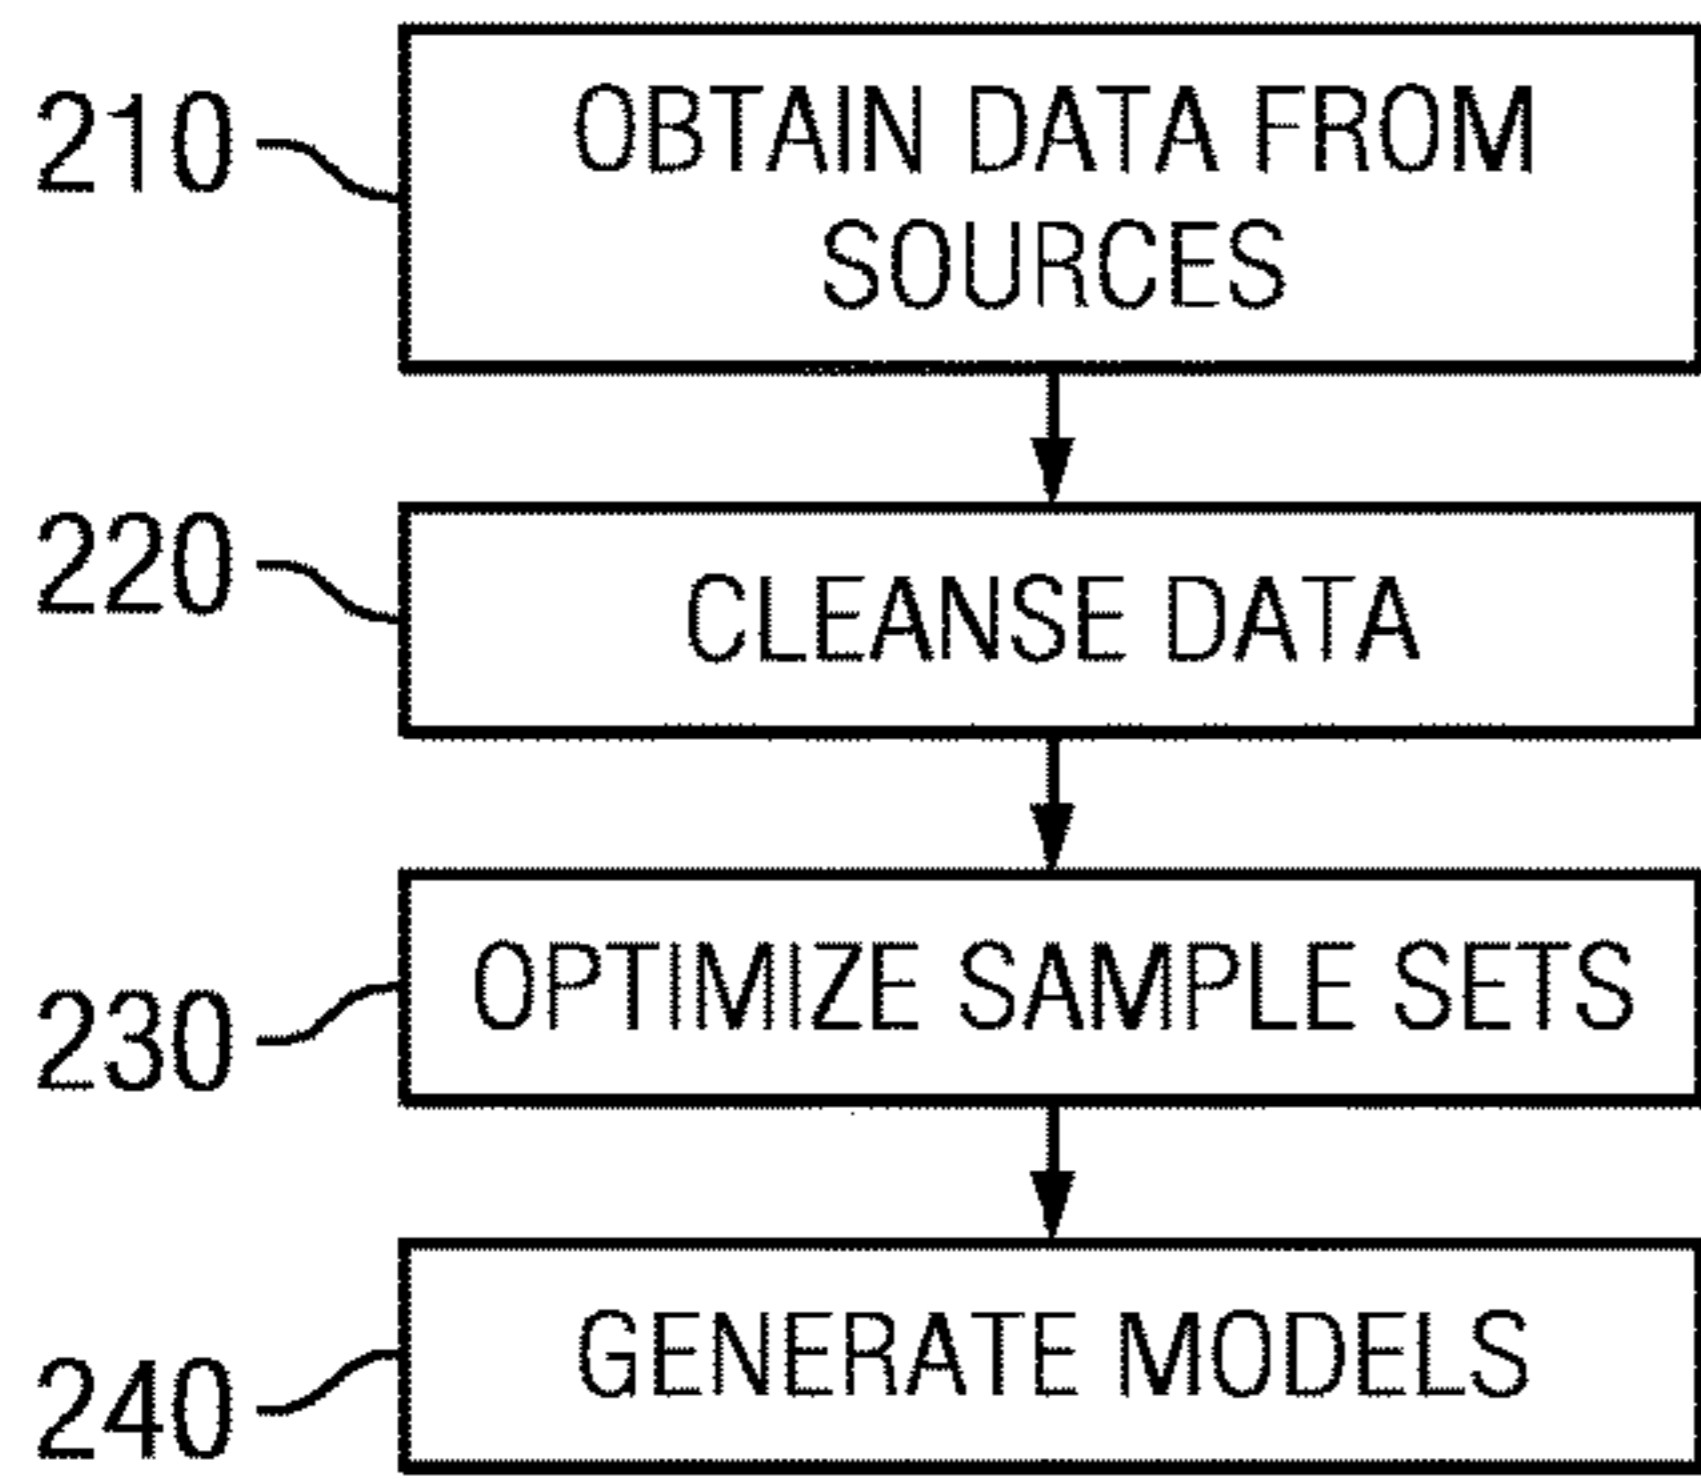 210
OBTAIN DATA FROM
SOURCES
220
CLEANSE DATA
230
OPTIMIZE SAMPLE SETS
240
GENERATE MODELS